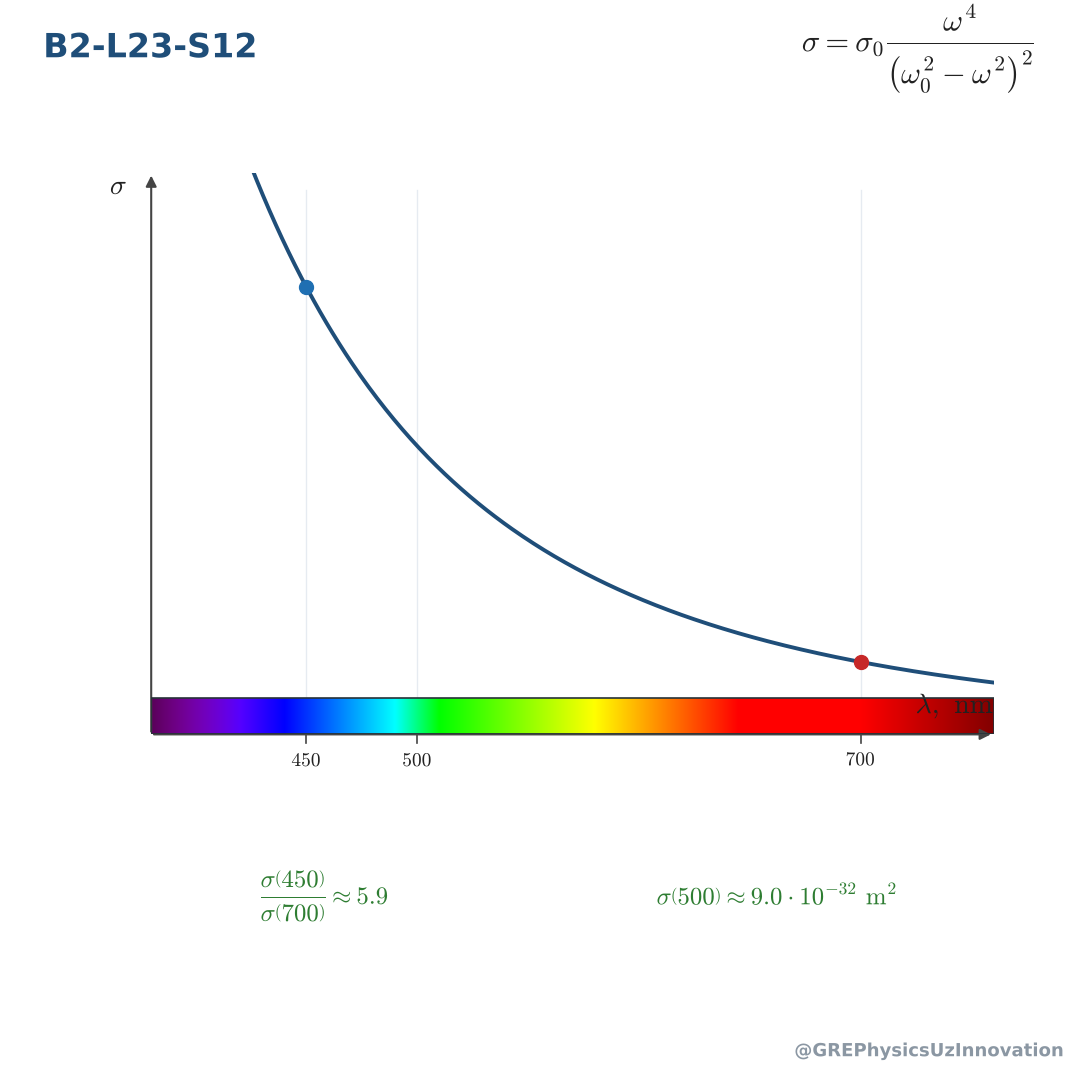 B2-L23-S12
σ = σ₀ ω⁴ / (ω₀² − ω²)²
σ
λ, nm
450 500 700
σ(450)/σ(700) ≈ 5.9
σ(500) ≈ 9.0 · 10⁻³² m²
@GREPhysicsUzInnovation